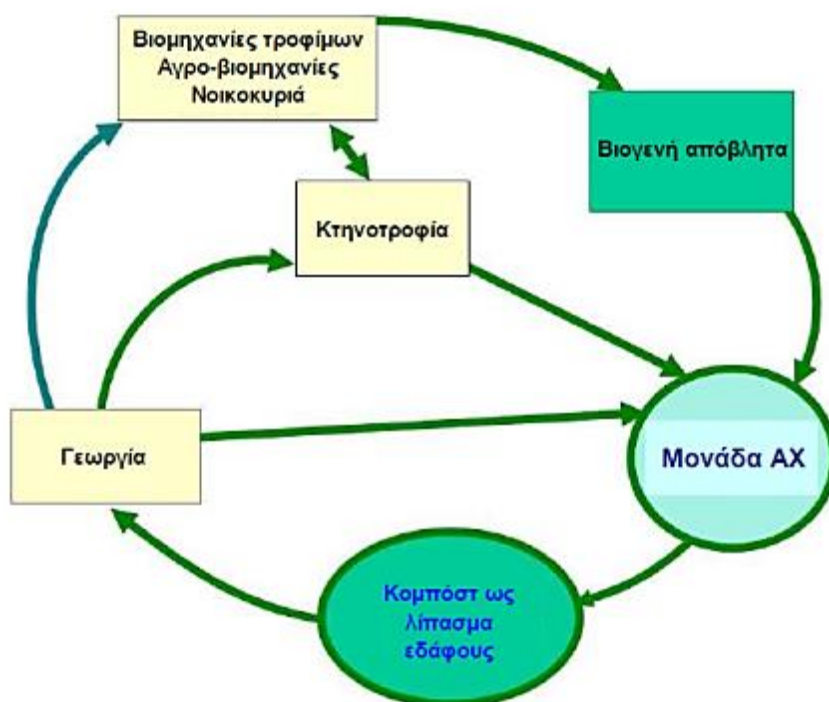 Βιομηχανίες τροφίμων
Αγρο-βιομηχανίες
Νοικοκυριά
Βιογενή απόβλητα
Κτηνοτροφία
Γεωργία
Μονάδα ΑΧ
Κομπόστ ως
λίπασμα
εδάφους